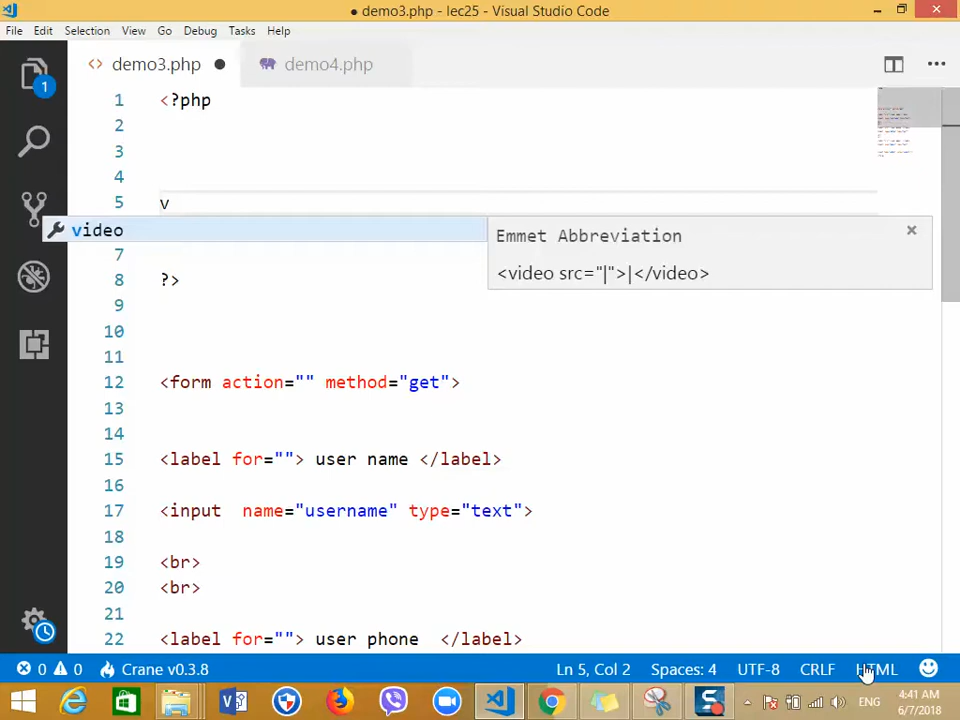 demo3.php - lec25 - Visual Studio Code
File Edit Selection View Go Debug Tasks Help
demo3.php demo4.php
1
1 <?php
2
3
4
5 v
video
Emmet Abbreviation
<video src="|">|</video>
7
8 ?>
9
10
11
12 <form action="" method="get">
13
14
15 <label for=""> user name </label>
16
17 <input  name="username" type="text">
18
19 <br>
20 <br>
21
22 <label for=""> user phone  </label>
0 0 Crane v0.3.8 Ln 5, Col 2 Spaces: 4 UTF-8 CRLF HTML
ENG 4:41 AM
6/7/2018